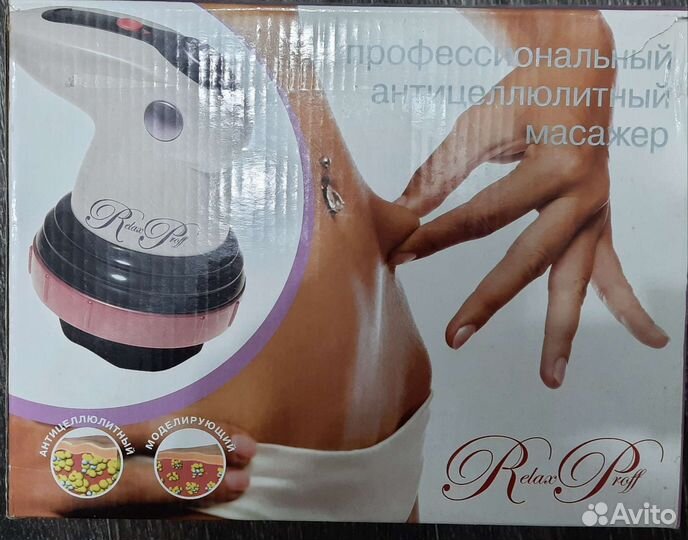 профессиональный
антицеллюлитный
масажер
Relax Proff
АНТИЦЕЛЛЮЛИТНЫЙ
МОДЕЛИРУЮЩИЙ
Relax Proff
Avito